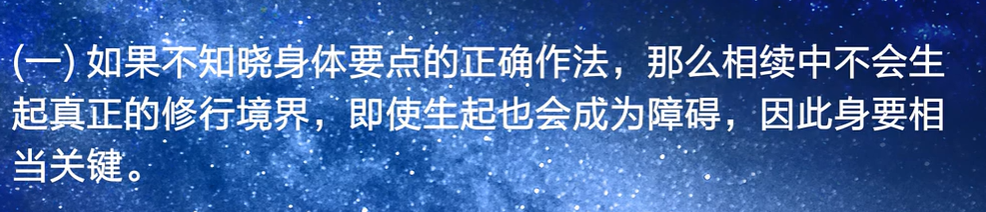 (一) 如果不知晓身体要点的正确作法，那么相续中不会生
起真正的修行境界，即使生起也会成为障碍，因此身要相
当关键。